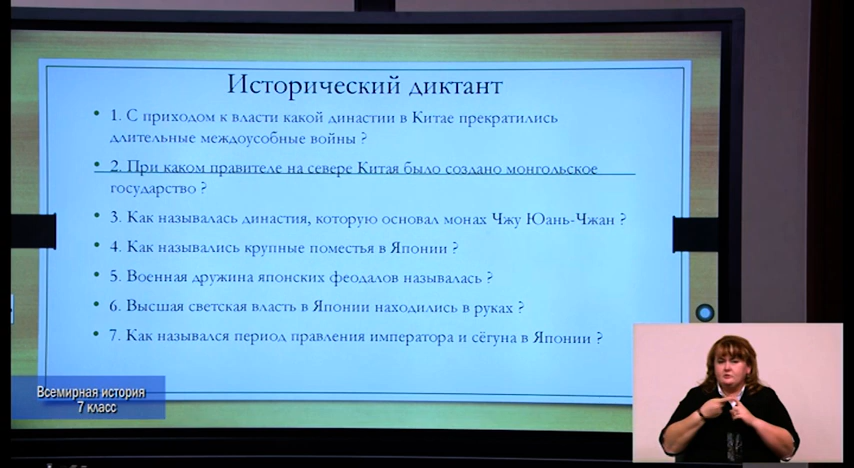 Исторический диктант
1. С приходом к власти какой династии в Китае прекратились
длительные междоусобные войны ?
2. При каком правителе на севере Китая было создано монгольское
государство ?
3. Как называлась династия, которую основал монах Чжу Юань-Чжан ?
4. Как назывались крупные поместья в Японии ?
5. Военная дружина японских феодалов называлась ?
6. Высшая светская власть в Японии находились в руках ?
7. Как назывался период правления императора и сёгуна в Японии ?
Всемирная история
7 класс